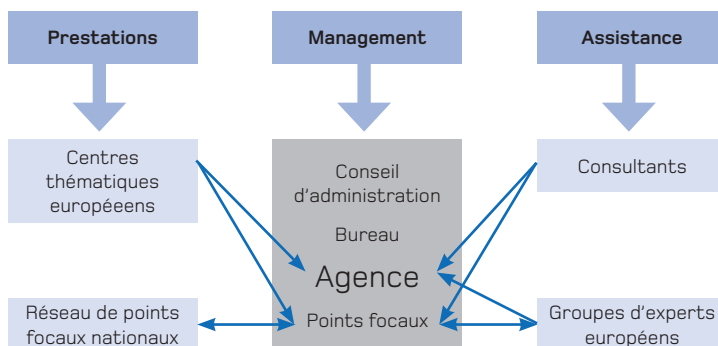 Prestations
Management
Assistance
Centres
thématiques
européeens
Conseil
d'administration
Bureau
Agence
Points focaux
Consultants
Réseau de points
focaux nationaux
Groupes d'experts
européens